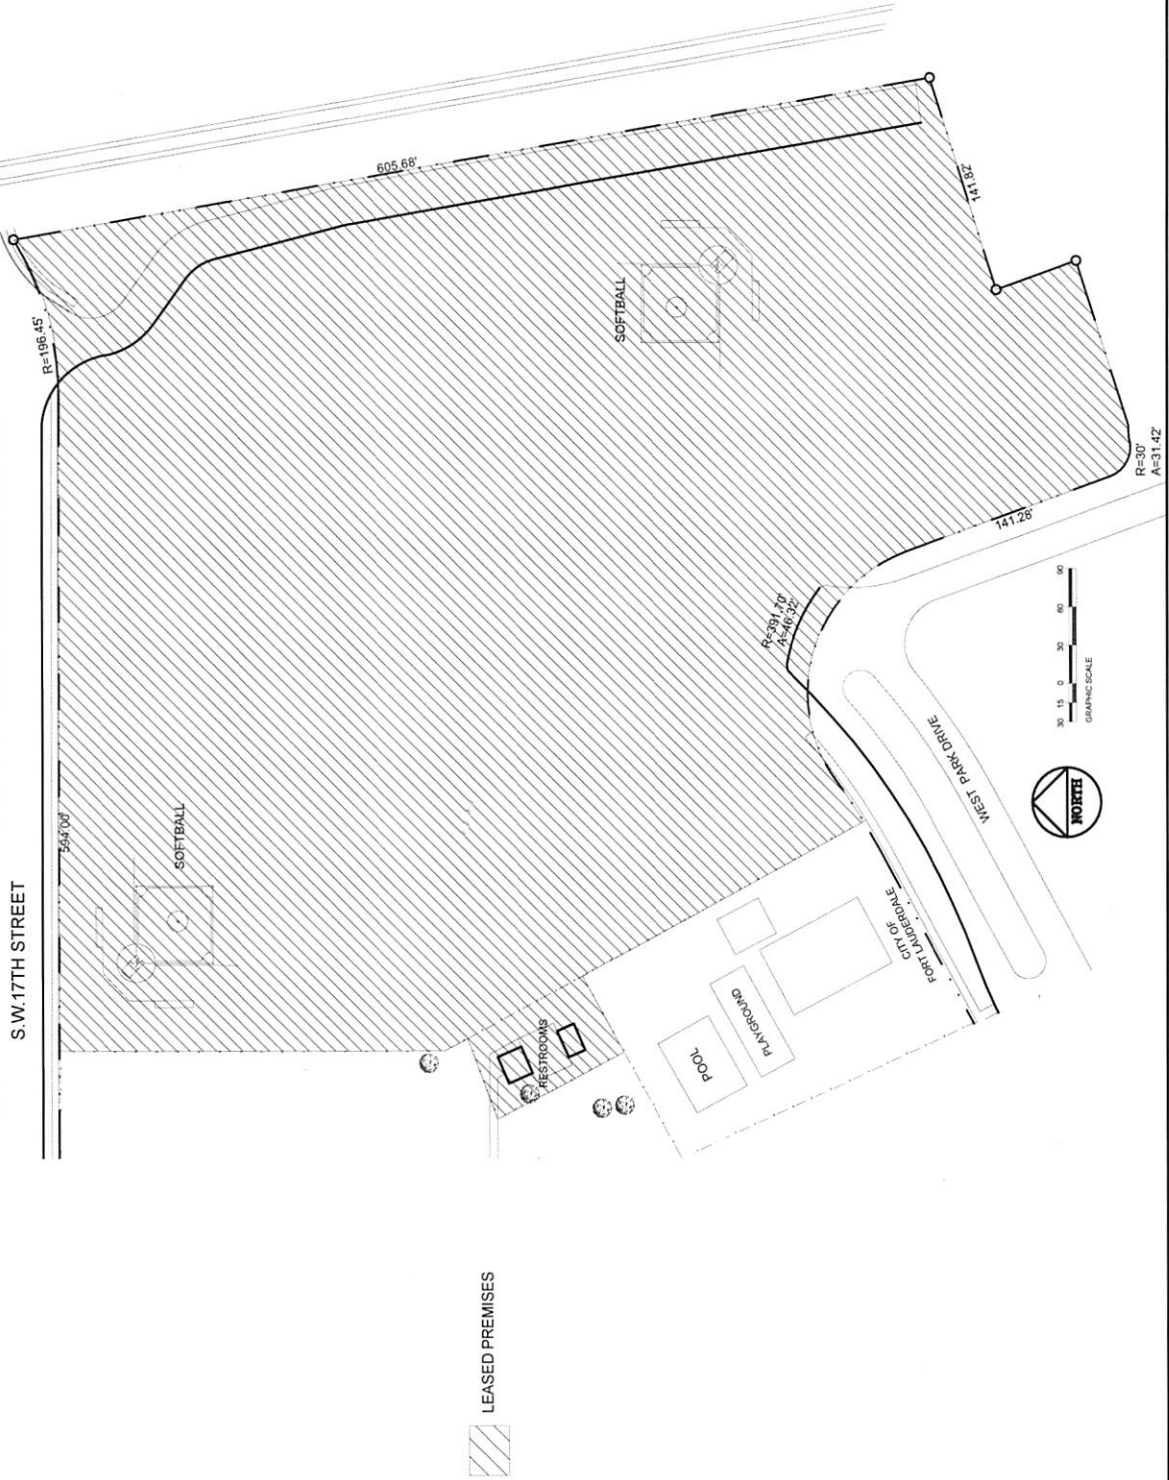 S.W.17TH STREET
R=196.45'
605.68'
594.00'
SOFTBALL
SOFTBALL
141.82'
R=30'
A=31.42'
141.28'
R=391.70'
A=46.32'
WEST PARK DRIVE
30 15 0 30 60 90
GRAPHIC SCALE
NORTH
CITY OF
FORT LAUDERDALE
PLAYGROUND
POOL
RESTROOMS
LEASED PREMISES